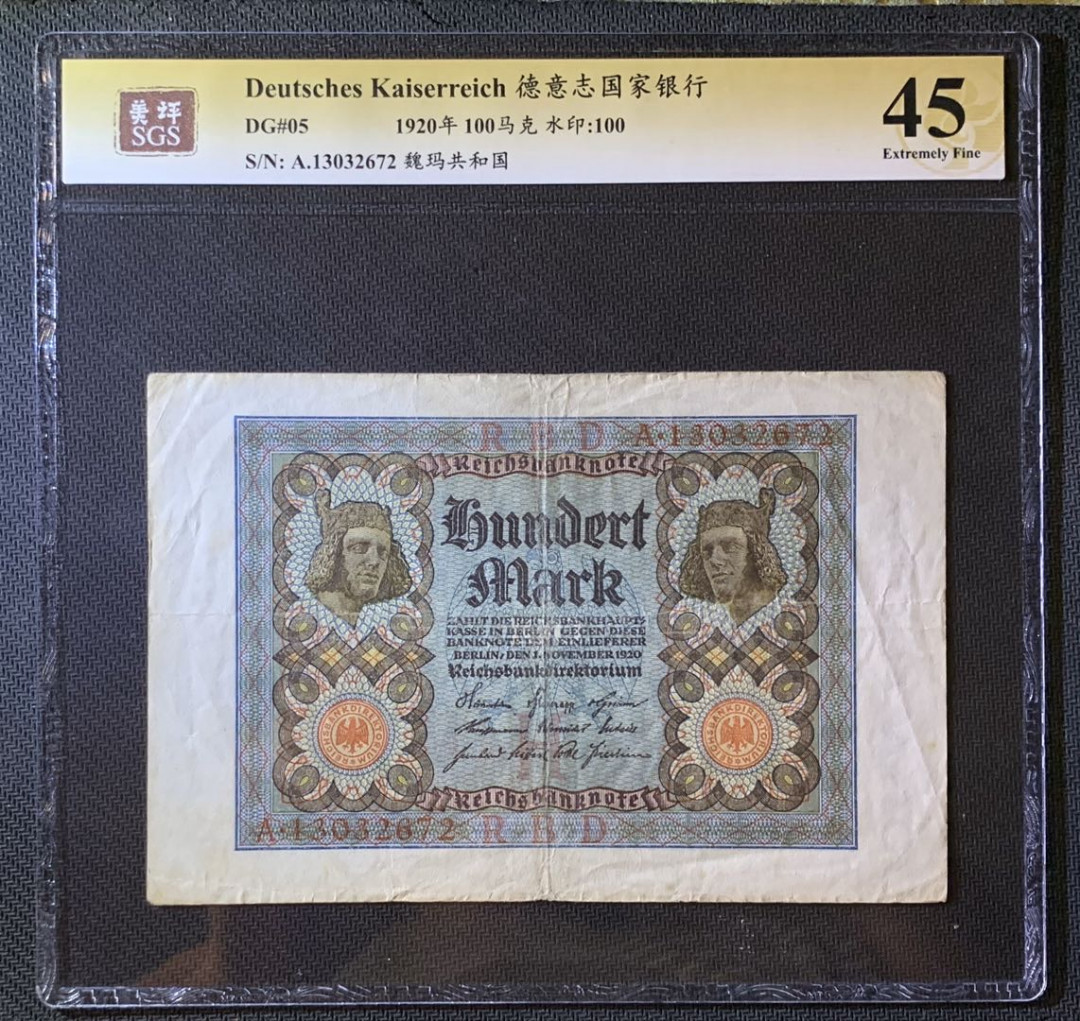 美评
SGS
Deutsches Kaiserreich 德意志国家银行
DG#05 1920年 100马克 水印:100
S/N: A.13032672 魏玛共和国
45
Extremely Fine
R B D A·13032672
Reichsbanknote
Hundert
Mark
ZAHLT DIE REICHSBANKHAUPT-
KASSE IN BERLIN GEGEN DIESE
BANKNOTE DEM EINLIEFERER
BERLIN, DEN 1. NOVEMBER 1920
Reichsbankdirektorium
REICHSBANKDIREKTORIUM
REICHSBANKDIREKTORIUM
Reichsbanknote
A·13032672 R·B·D